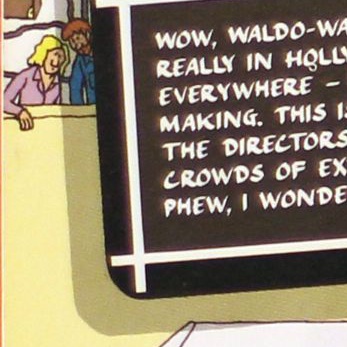 WOW, WALDO-WA
REALLY IN HOLLY
EVERYWHERE –
MAKING. THIS IS
THE DIRECTORS
CROWDS OF EX
PHEW, I WONDE